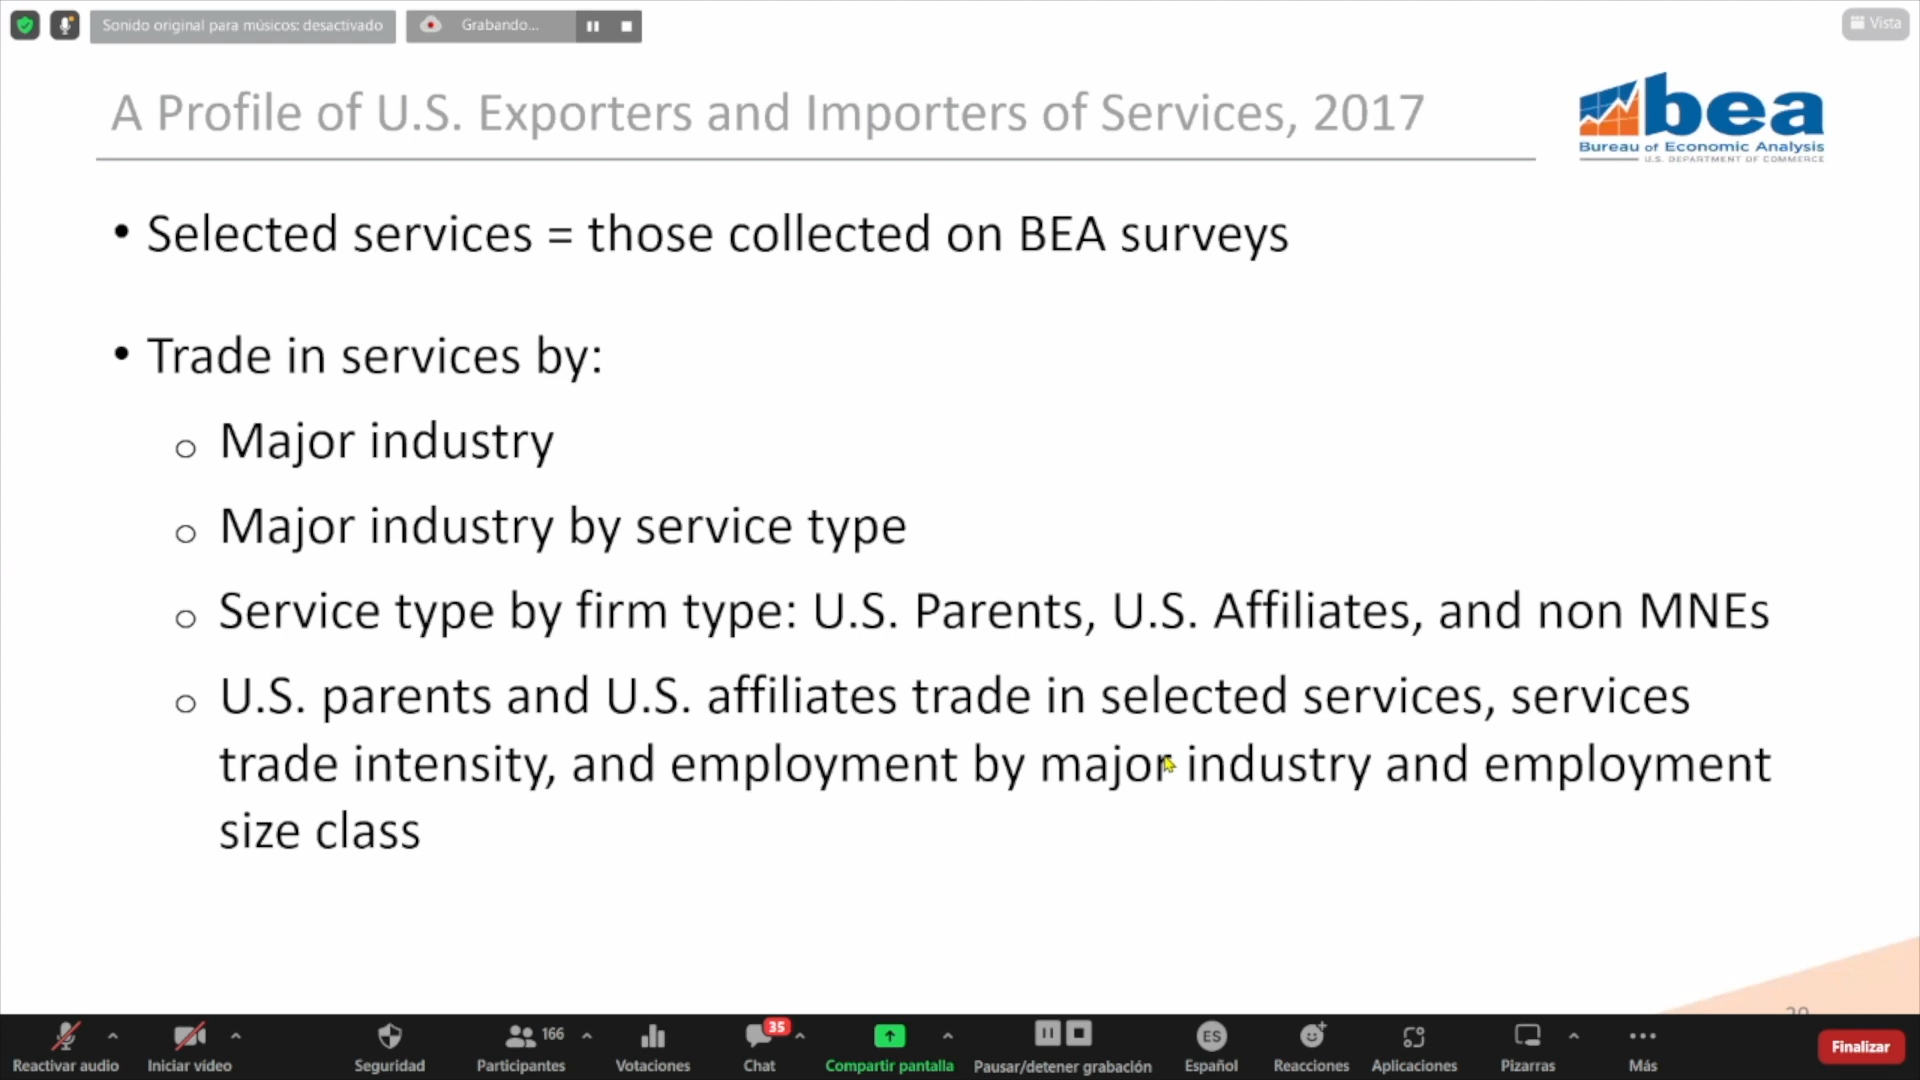 Sonido original para músicos: desactivado
Grabando...
Vista
A Profile of U.S. Exporters and Importers of Services, 2017
bea
Bureau of Economic Analysis
U.S. DEPARTMENT OF COMMERCE
• Selected services = those collected on BEA surveys
• Trade in services by:
o Major industry
o Major industry by service type
o Service type by firm type: U.S. Parents, U.S. Affiliates, and non MNEs
o U.S. parents and U.S. affiliates trade in selected services, services
trade intensity, and employment by major industry and employment
size class
Reactivar audio
Iniciar vídeo
Seguridad
166
Participantes
Votaciones
35
Chat
Compartir pantalla
Pausar/detener grabación
ES
Español
Reacciones
Aplicaciones
Pizarras
Más
Finalizar